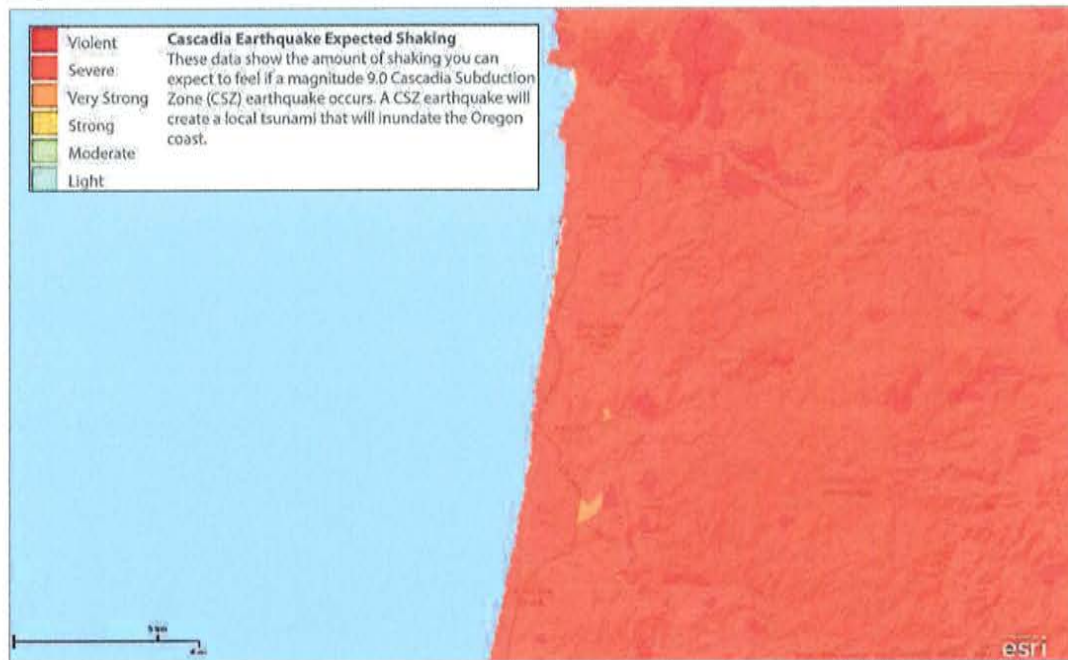 Violent
Severe
Very Strong
Strong
Moderate
Light
Cascadia Earthquake Expected Shaking
These data show the amount of shaking you can
expect to feel if a magnitude 9.0 Cascadia Subduction
Zone (CSZ) earthquake occurs. A CSZ earthquake will
create a local tsunami that will inundate the Oregon
coast.
esri